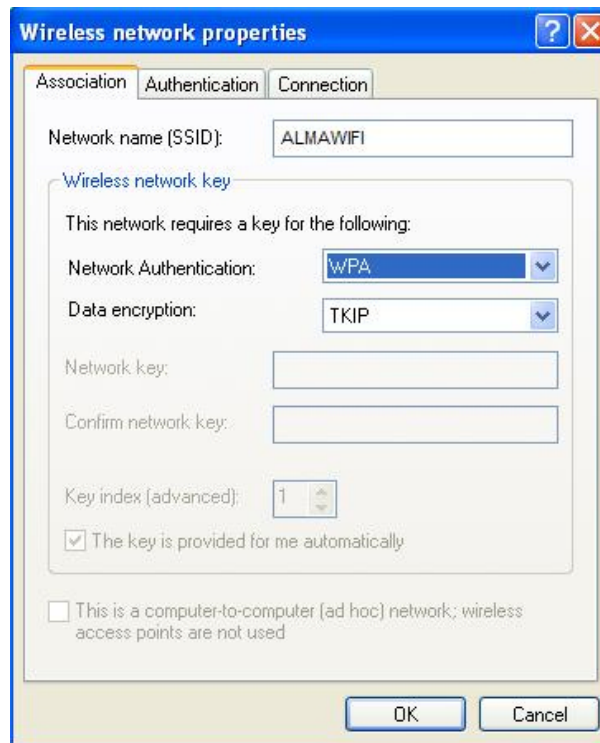 Wireless network properties
Association Authentication Connection
Network name (SSID): ALMAWIFI
Wireless network key
This network requires a key for the following:
Network Authentication: WPA
Data encryption: TKIP
Network key:
Confirm network key:
Key index (advanced): 1
The key is provided for me automatically
This is a computer-to-computer (ad hoc) network; wireless
access points are not used
OK Cancel